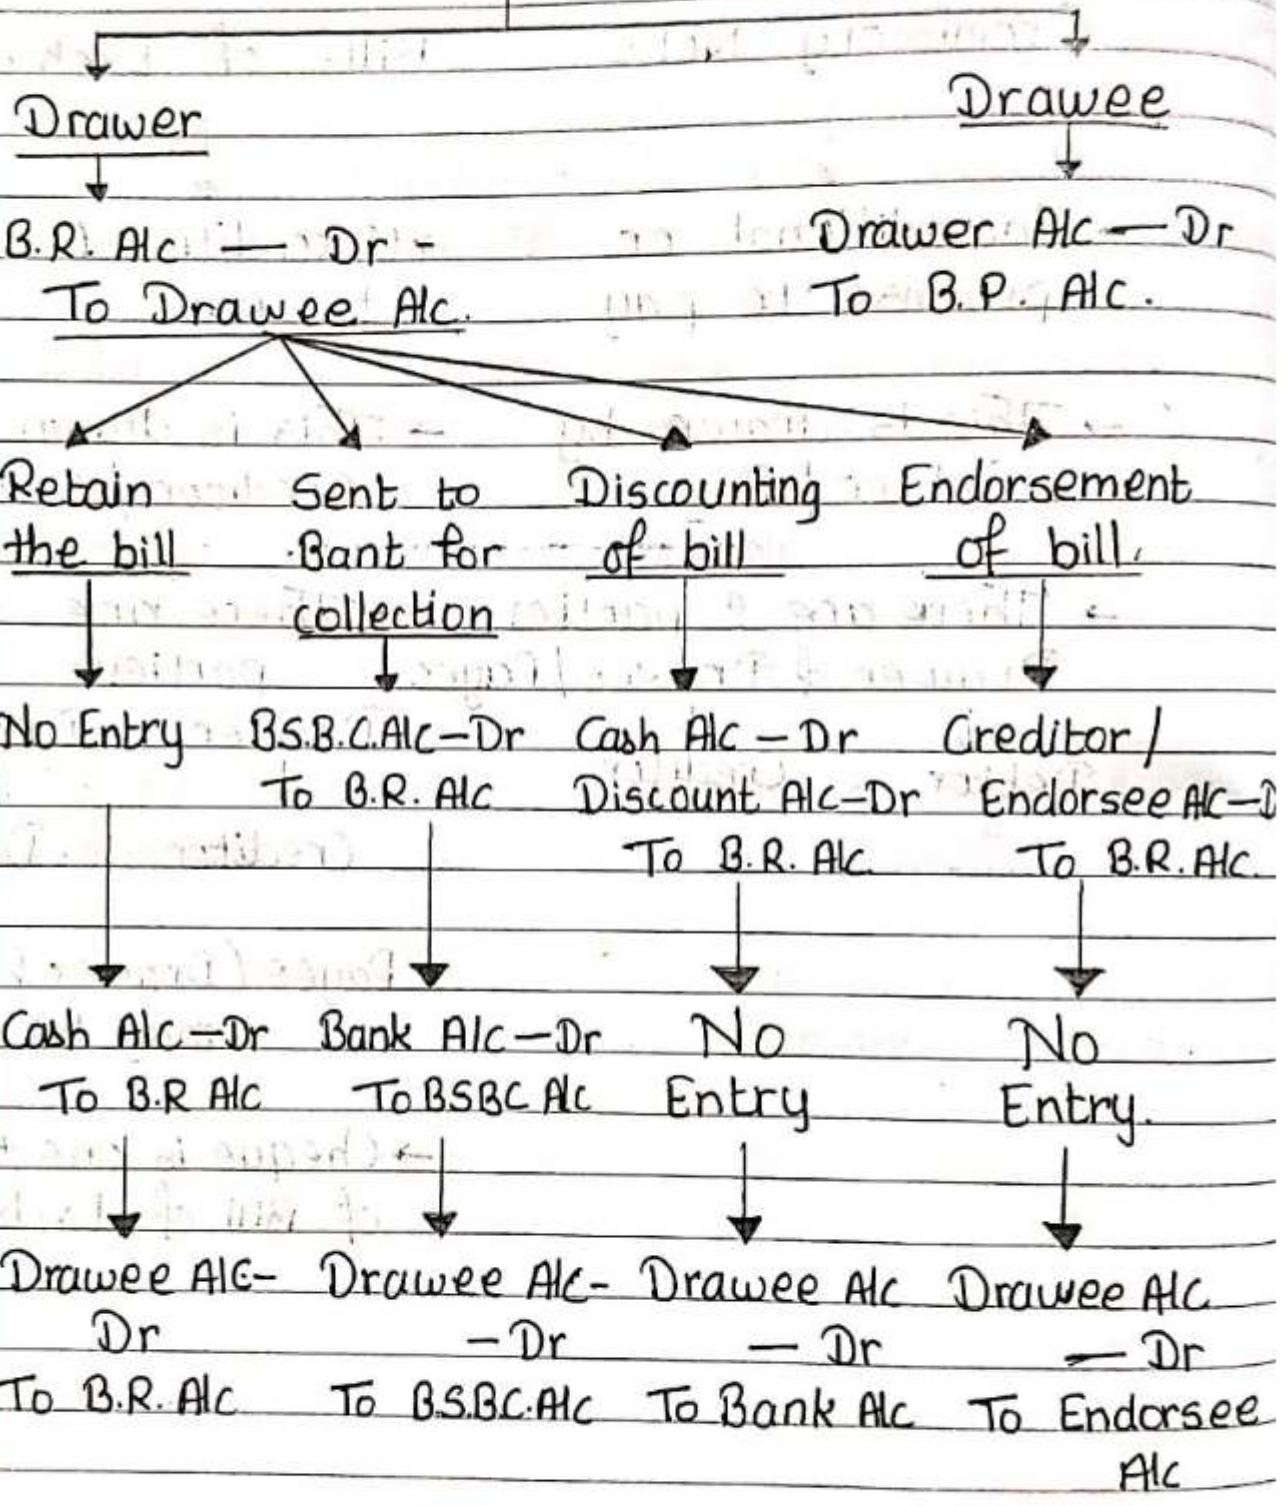 Drawer
Drawee
B.R. A/c — Dr -
To Drawee A/c.
Drawer A/c — Dr
To B.P. A/c.
Retain
the bill
Sent to
Bant for
collection
Discounting
of bill
Endorsement
of bill.
No Entry
B.S.B.C. A/c - Dr
To B.R. A/c
Cash A/c - Dr
Discount A/c - Dr
To B.R. A/c.
Creditor /
Endorsee A/c - D
To B.R. A/c.
Cash A/c - Dr
To B.R A/c
Bank A/c - Dr
To BSBC A/c
No
Entry
No
Entry.
Drawee A/c -
Dr
To B.R. A/c
Drawee A/c -
- Dr
To B.S.B.C. A/c
Drawee A/c
— Dr
To Bank A/c
Drawee A/c
— Dr
To Endorsee
A/c